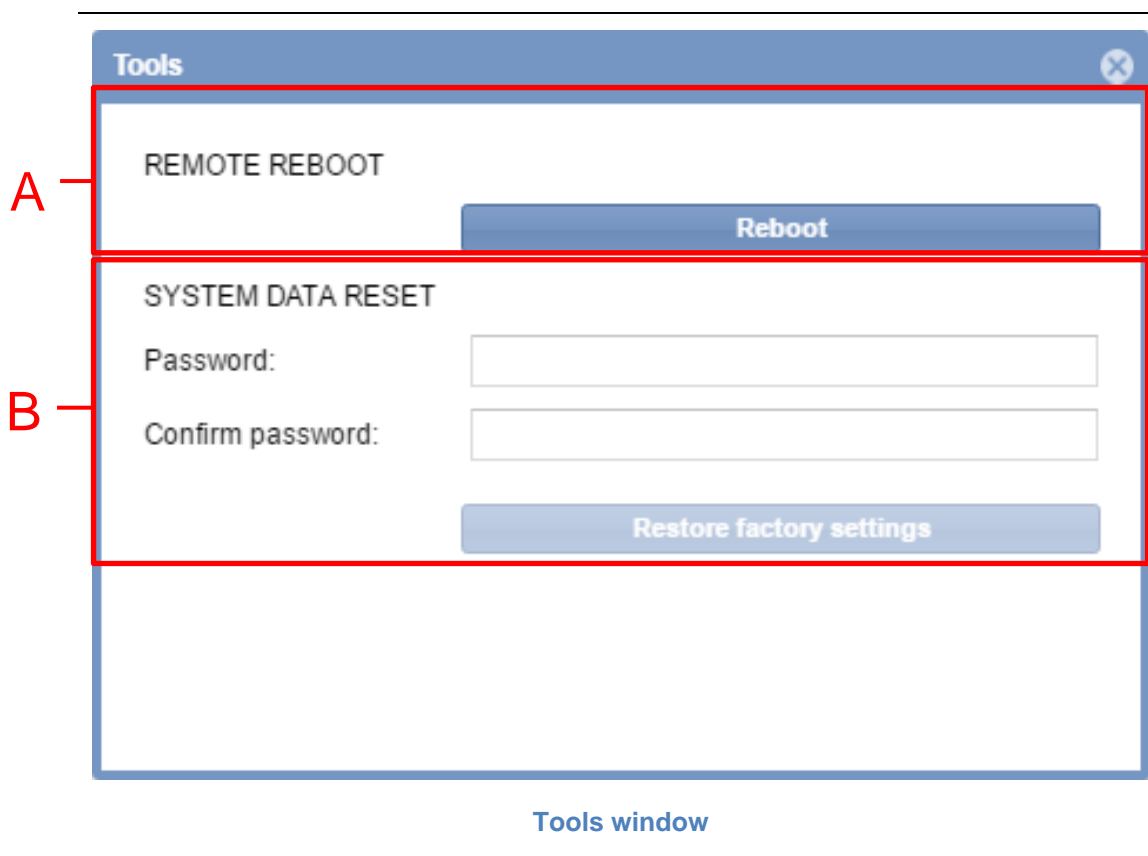 Tools
A
REMOTE REBOOT
Reboot
B
SYSTEM DATA RESET
Password:
Confirm password:
Restore factory settings
Tools window